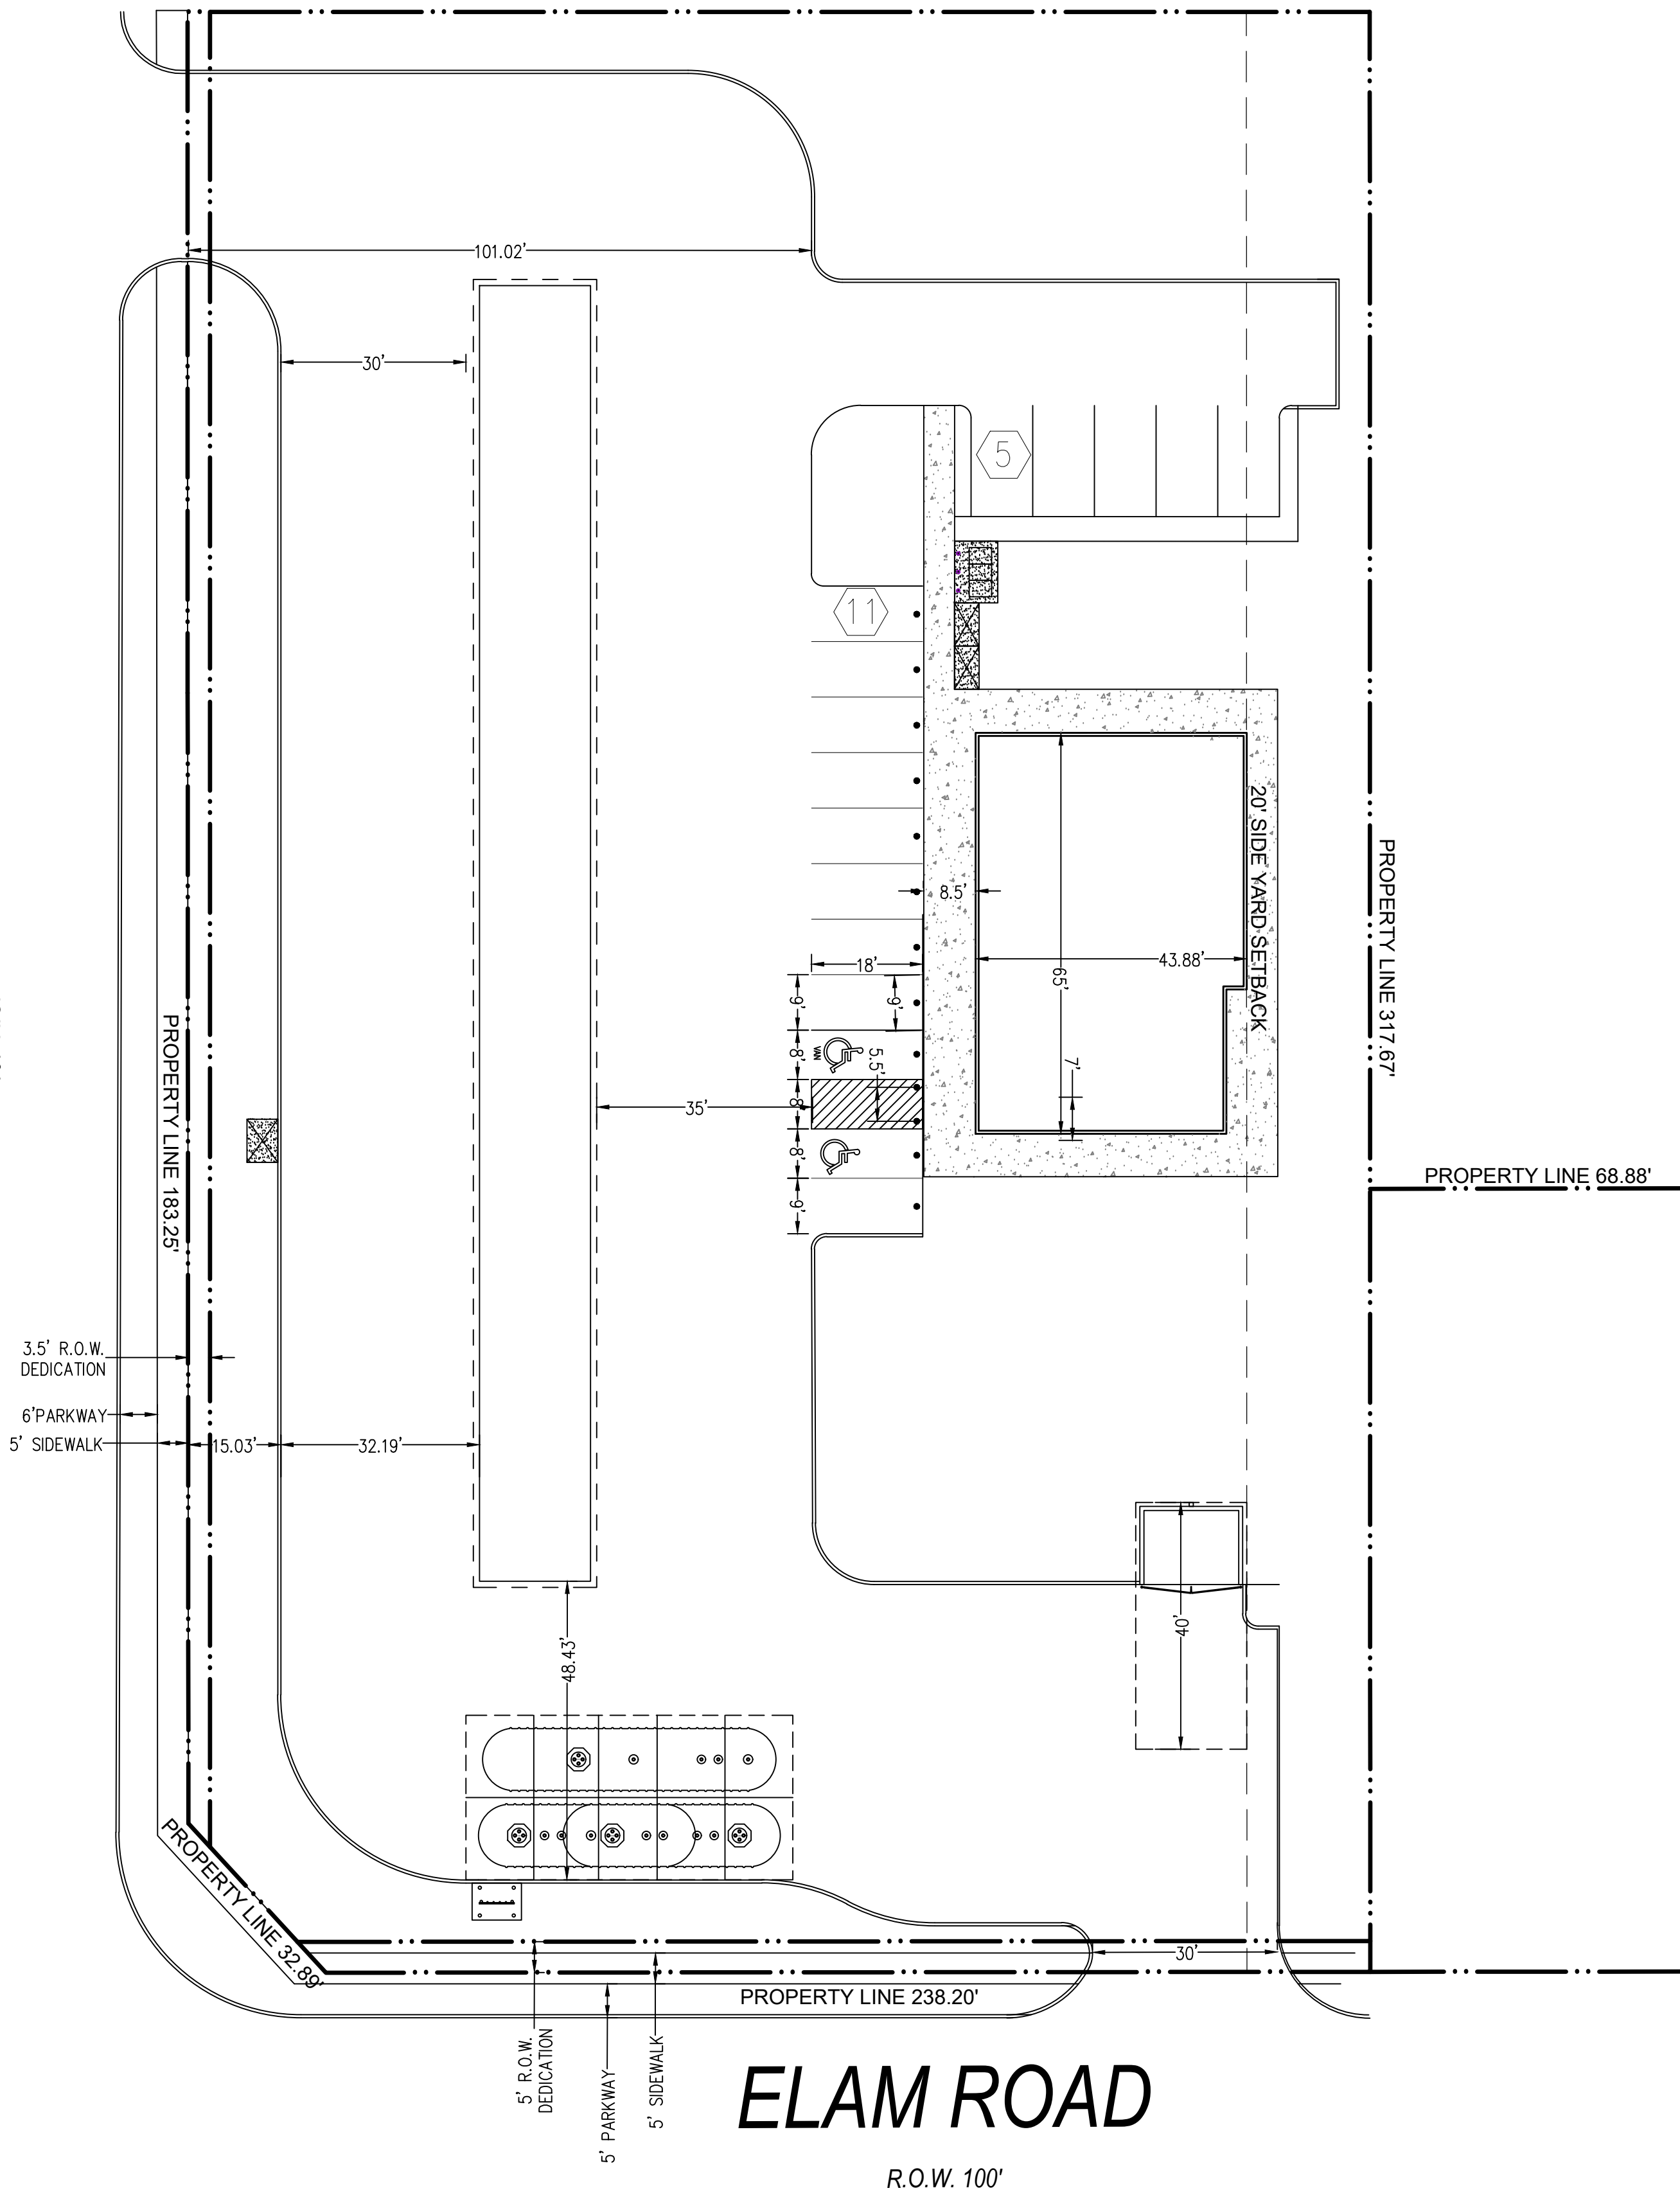 101.02'
30'
5
11
20' SIDE YARD SETBACK
PROPERTY LINE 317.67'
8.5'
18'
43.88'
65'
9'
9'
8'
VAN
5.5'
7'
8'
35'
8'
9'
PROPERTY LINE 68.88'
PROPERTY LINE 183.25'
3.5' R.O.W.
DEDICATION
6'PARKWAY
5' SIDEWALK
15.03'
32.19'
48.43'
40'
PROPERTY LINE 32.89'
30'
PROPERTY LINE 238.20'
5' R.O.W.
DEDICATION
5' PARKWAY
5' SIDEWALK
ELAM ROAD
R.O.W. 100'